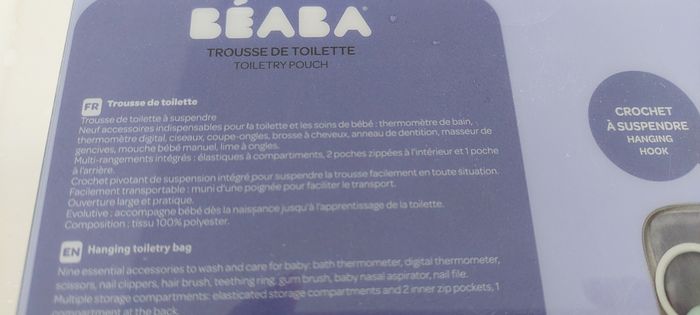 BÉABA
TROUSSE DE TOILETTE
TOILETRY POUCH
FR Trousse de toilette
Trousse de toilette à suspendre
Neuf accessoires indispensables pour la toilette et les soins de bébé : thermomètre de bain,
thermomètre digital, ciseaux, coupe-ongles, brosse à cheveux, anneau de dentition, masseur de
gencives, mouche bébé manuel, lime à ongles.
Multi-rangements intégrés : élastiques à compartiments, 2 poches zippées à l'intérieur et 1 poche
à l'arrière.
Crochet pivotant de suspension intégré pour suspendre la trousse facilement en toute situation.
Facilement transportable : muni d'une poignée pour faciliter le transport.
Ouverture large et pratique.
Evolutive : accompagne bébé dès la naissance jusqu'à l'apprentissage de la toilette.
Composition : tissu 100% polyester.
EN Hanging toiletry bag
Nine essential accessories to wash and care for baby: bath thermometer, digital thermometer,
scissors, nail clippers, hair brush, teething ring, gum brush, baby nasal aspirator, nail file.
Multiple storage compartments: elasticated storage compartments and 2 inner zip pockets, 1
compartment at the back.
CROCHET
À SUSPENDRE
HANGING
HOOK